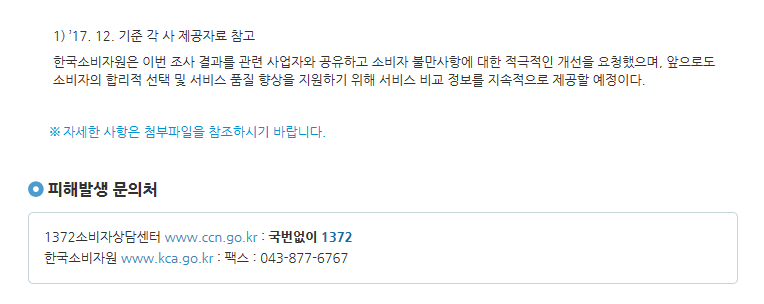 1) ’17. 12. 기준 각 사 제공자료 참고
한국소비자원은 이번 조사 결과를 관련 사업자와 공유하고 소비자 불만사항에 대한 적극적인 개선을 요청했으며, 앞으로도
소비자의 합리적 선택 및 서비스 품질 향상을 지원하기 위해 서비스 비교 정보를 지속적으로 제공할 예정이다.
※ 자세한 사항은 첨부파일을 참조하시기 바랍니다.
피해발생 문의처
1372소비자상담센터 www.ccn.go.kr : 국번없이 1372
한국소비자원 www.kca.go.kr : 팩스 : 043-877-6767